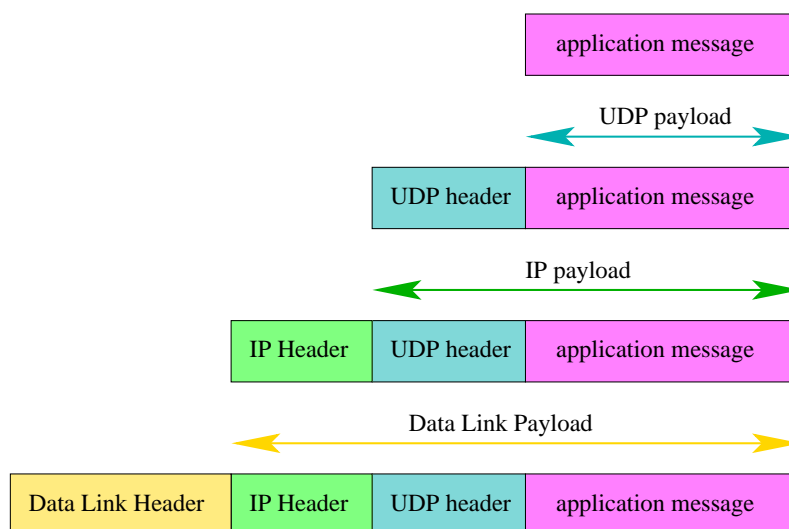 application message
UDP payload
UDP header application message
IP payload
IP Header UDP header application message
Data Link Payload
Data Link Header IP Header UDP header application message